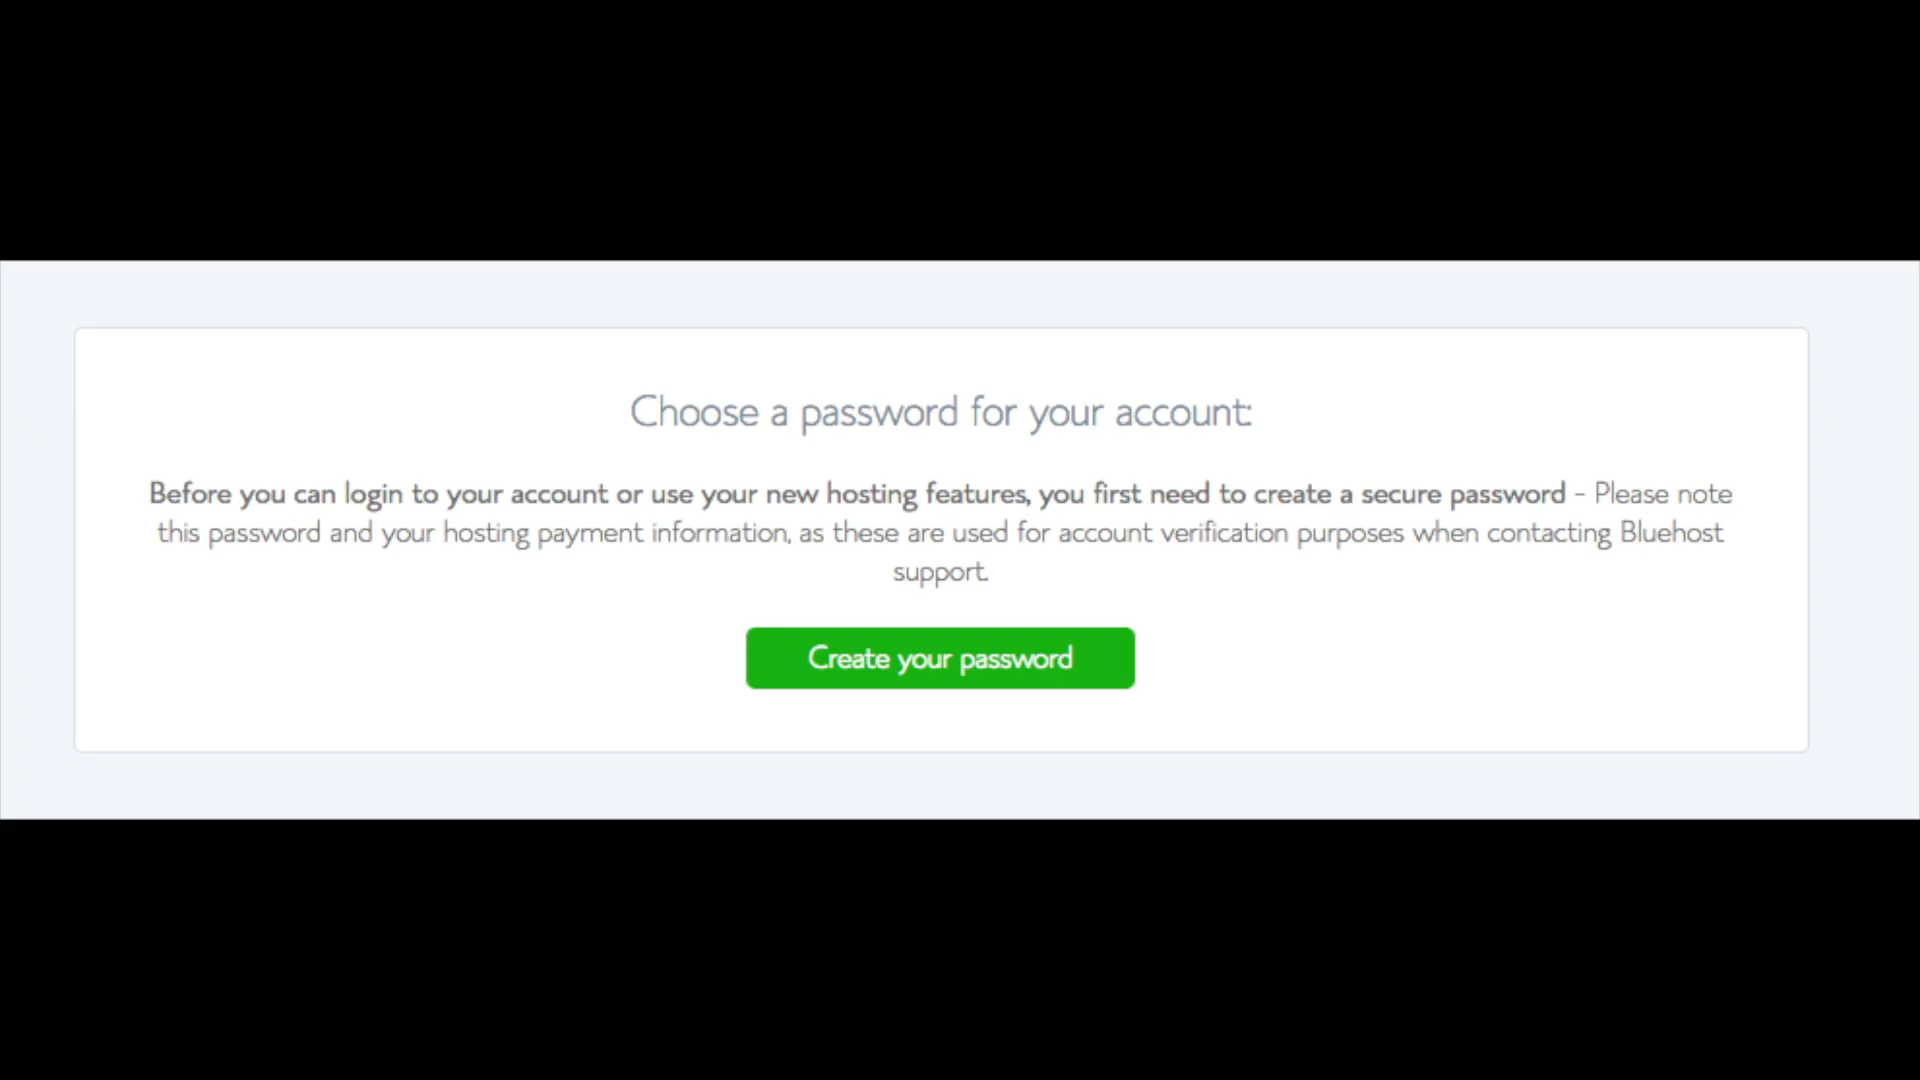 Choose a password for your account:
Before you can login to your account or use your new hosting features, you first need to create a secure password - Please note
this password and your hosting payment information, as these are used for account verification purposes when contacting Bluehost
support.
Create your password